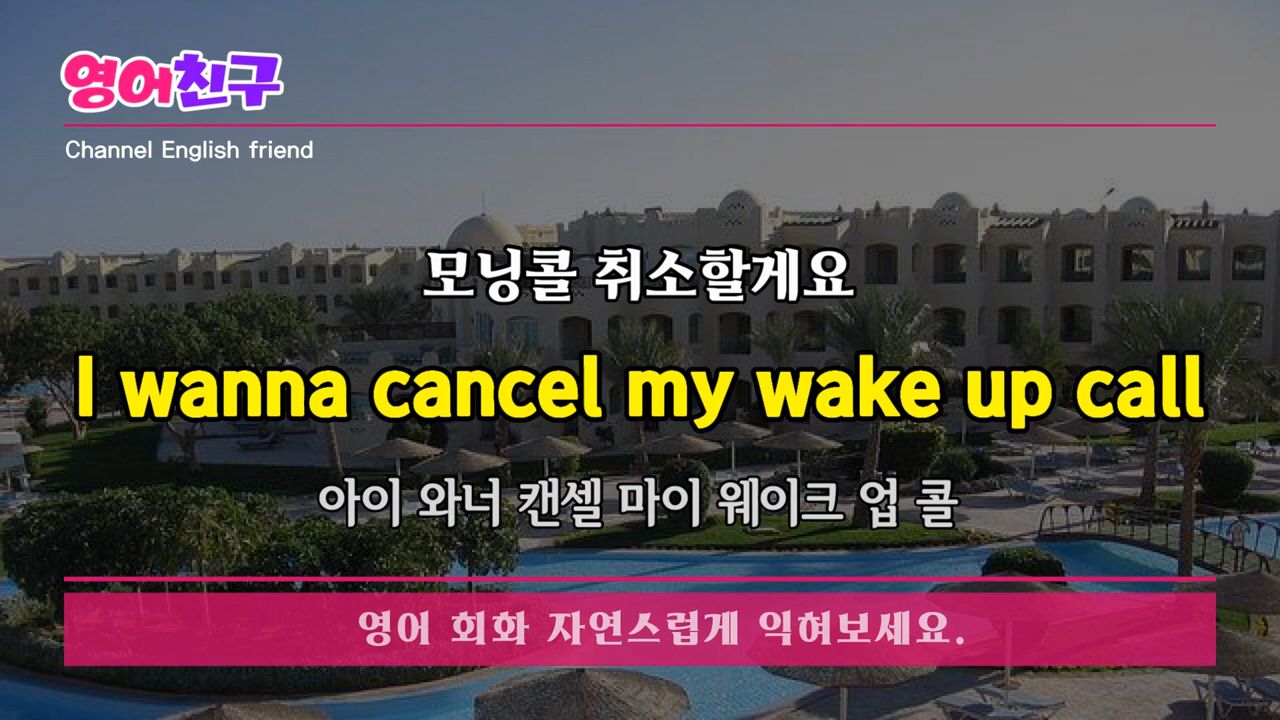 영어친구
Channel English friend
모닝콜 취소할게요
I wanna cancel my wake up call
아이 와너 캔셀 마이 웨이크 업 콜
영어 회화 자연스럽게 익혀보세요.